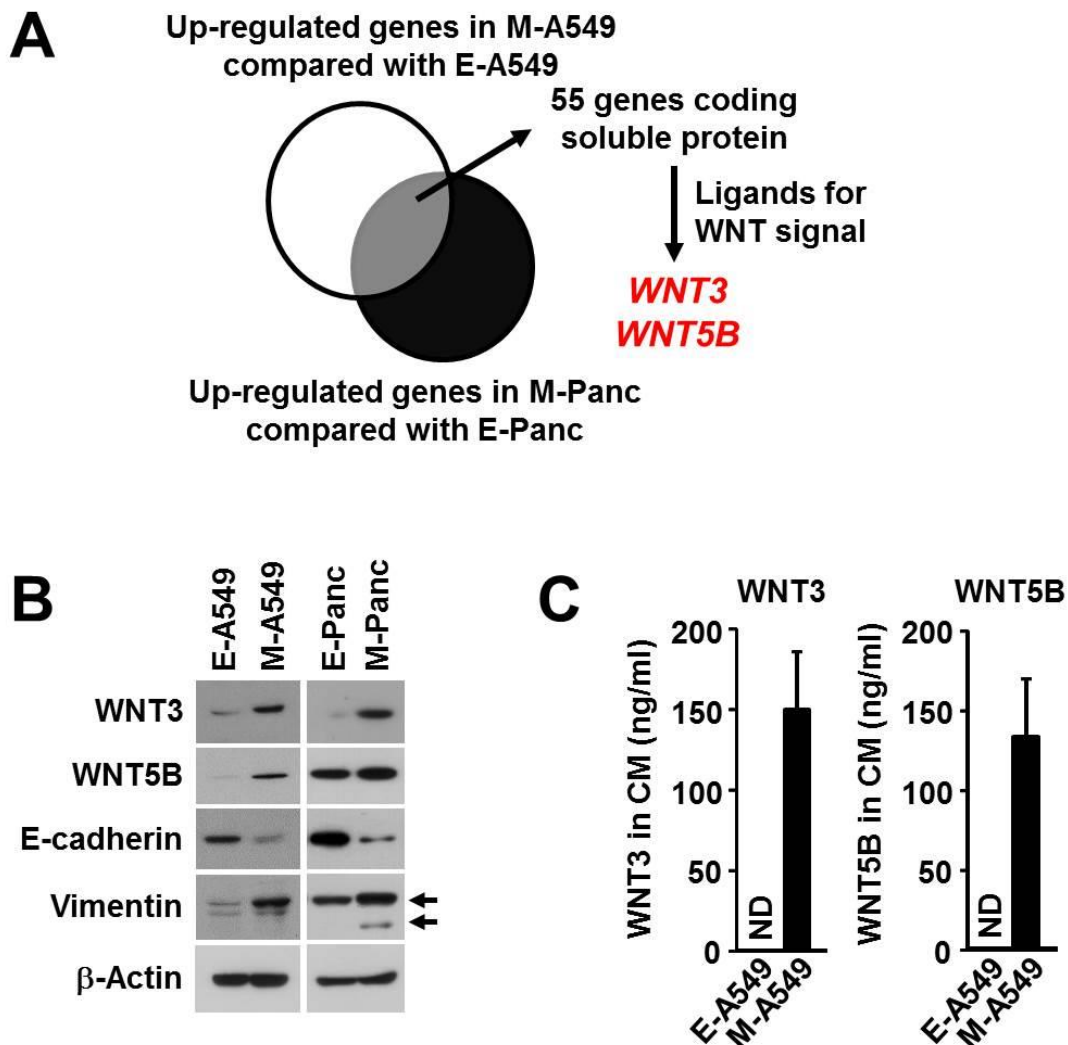 A
Up-regulated genes in M-A549
compared with E-A549
55 genes coding
soluble protein
Ligands for
WNT signal
WNT3
WNT5B
Up-regulated genes in M-Panc
compared with E-Panc
B
E-A549
M-A549
E-Panc
M-Panc
WNT3
WNT5B
E-cadherin
Vimentin
β-Actin
C
WNT3
WNT3 in CM (ng/ml)
200
150
100
50
0
ND
E-A549
M-A549
WNT5B
WNT5B in CM (ng/ml)
200
150
100
50
0
ND
E-A549
M-A549